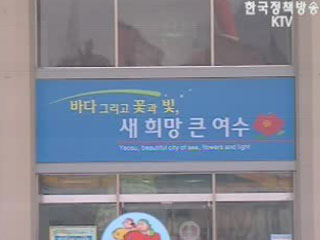 한국정책방송
KTV
바다 그리고 꽃과 빛,
새 희망 큰 여수
Yeosu, beautiful city of sea, flowers and light